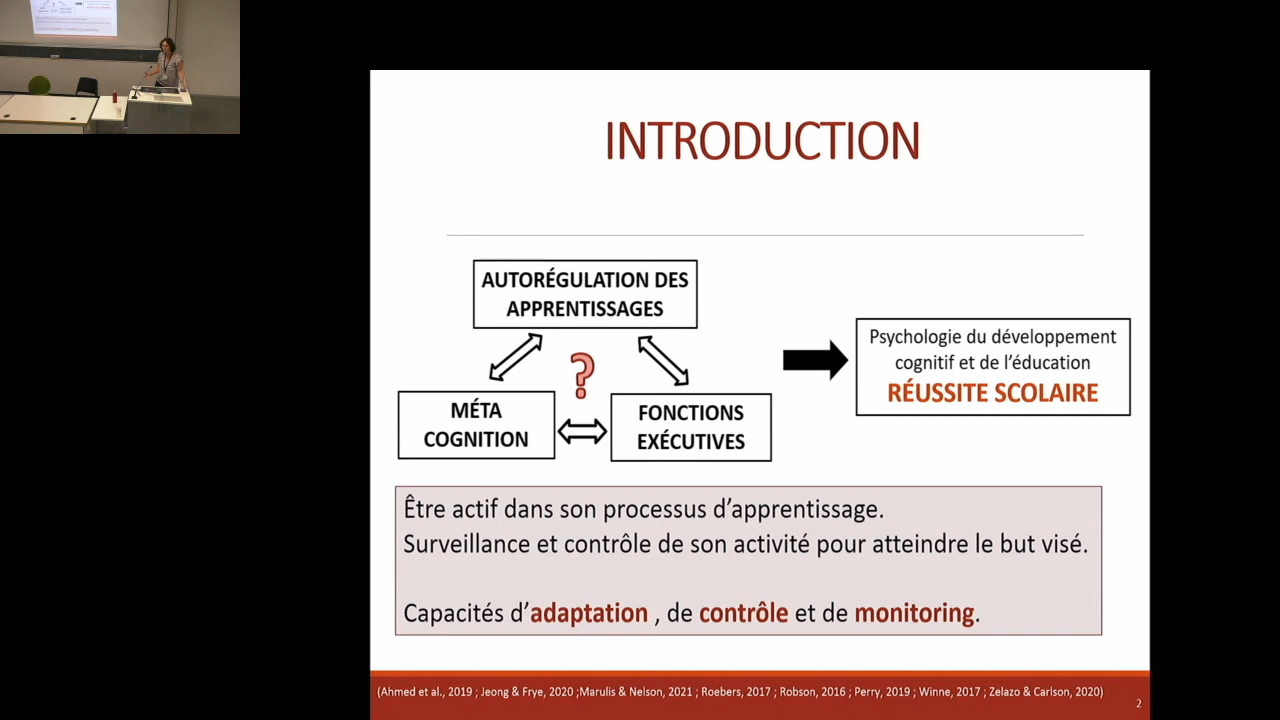 INTRODUCTION
AUTORÉGULATION DES
APPRENTISSAGES
?
MÉTA
COGNITION
FONCTIONS
EXÉCUTIVES
Psychologie du développement
cognitif et de l'éducation
RÉUSSITE SCOLAIRE
Être actif dans son processus d'apprentissage.
Surveillance et contrôle de son activité pour atteindre le but visé.
Capacités d'adaptation , de contrôle et de monitoring.
(Ahmed et al., 2019 ; Jeong & Frye, 2020 ;Marulis & Nelson, 2021 ; Roebers, 2017 ; Robson, 2016 ; Perry, 2019 ; Winne, 2017 ; Zelazo & Carlson, 2020)
2